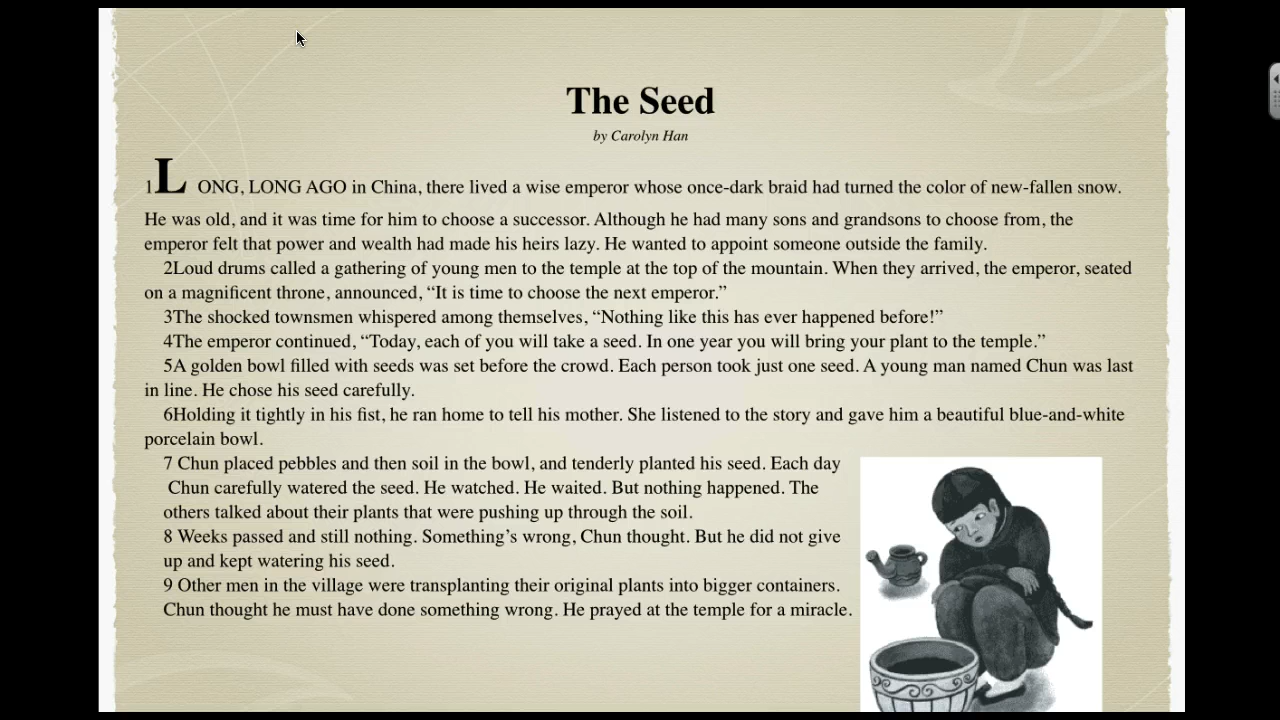 The Seed
by Carolyn Han
1LONG, LONG AGO in China, there lived a wise emperor whose once-dark braid had turned the color of new-fallen snow.
He was old, and it was time for him to choose a successor. Although he had many sons and grandsons to choose from, the
emperor felt that power and wealth had made his heirs lazy. He wanted to appoint someone outside the family.
2Loud drums called a gathering of young men to the temple at the top of the mountain. When they arrived, the emperor, seated
on a magnificent throne, announced, “It is time to choose the next emperor.”
3The shocked townsmen whispered among themselves, “Nothing like this has ever happened before!”
4The emperor continued, “Today, each of you will take a seed. In one year you will bring your plant to the temple.”
5A golden bowl filled with seeds was set before the crowd. Each person took just one seed. A young man named Chun was last
in line. He chose his seed carefully.
6Holding it tightly in his fist, he ran home to tell his mother. She listened to the story and gave him a beautiful blue-and-white
porcelain bowl.
7 Chun placed pebbles and then soil in the bowl, and tenderly planted his seed. Each day
Chun carefully watered the seed. He watched. He waited. But nothing happened. The
others talked about their plants that were pushing up through the soil.
8 Weeks passed and still nothing. Something’s wrong, Chun thought. But he did not give
up and kept watering his seed.
9 Other men in the village were transplanting their original plants into bigger containers.
Chun thought he must have done something wrong. He prayed at the temple for a miracle.